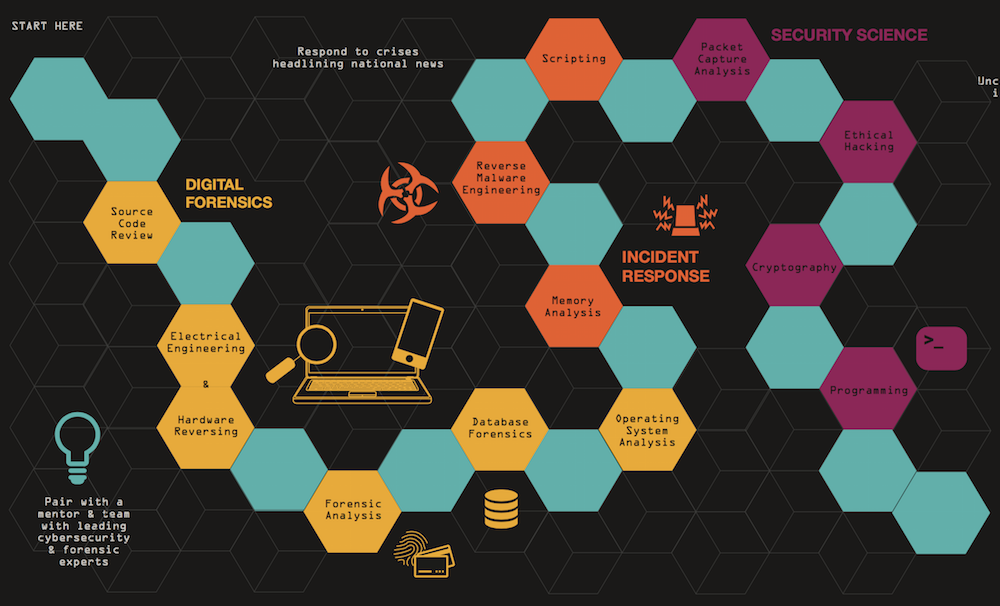 START HERE
Respond to crises
headlining national news
Scripting
Packet
Capture
Analysis
SECURITY SCIENCE
Unc
i
Ethical
Hacking
Reverse
Malware
Engineering
DIGITAL
FORENSICS
Source
Code
Review
INCIDENT
RESPONSE
Cryptography
Memory
Analysis
Electrical
Engineering
&
Hardware
Reversing
>_
Programming
Database
Forensics
Operating
System
Analysis
Forensic
Analysis
Pair with a
mentor & team
with leading
cybersecurity
& forensic
experts